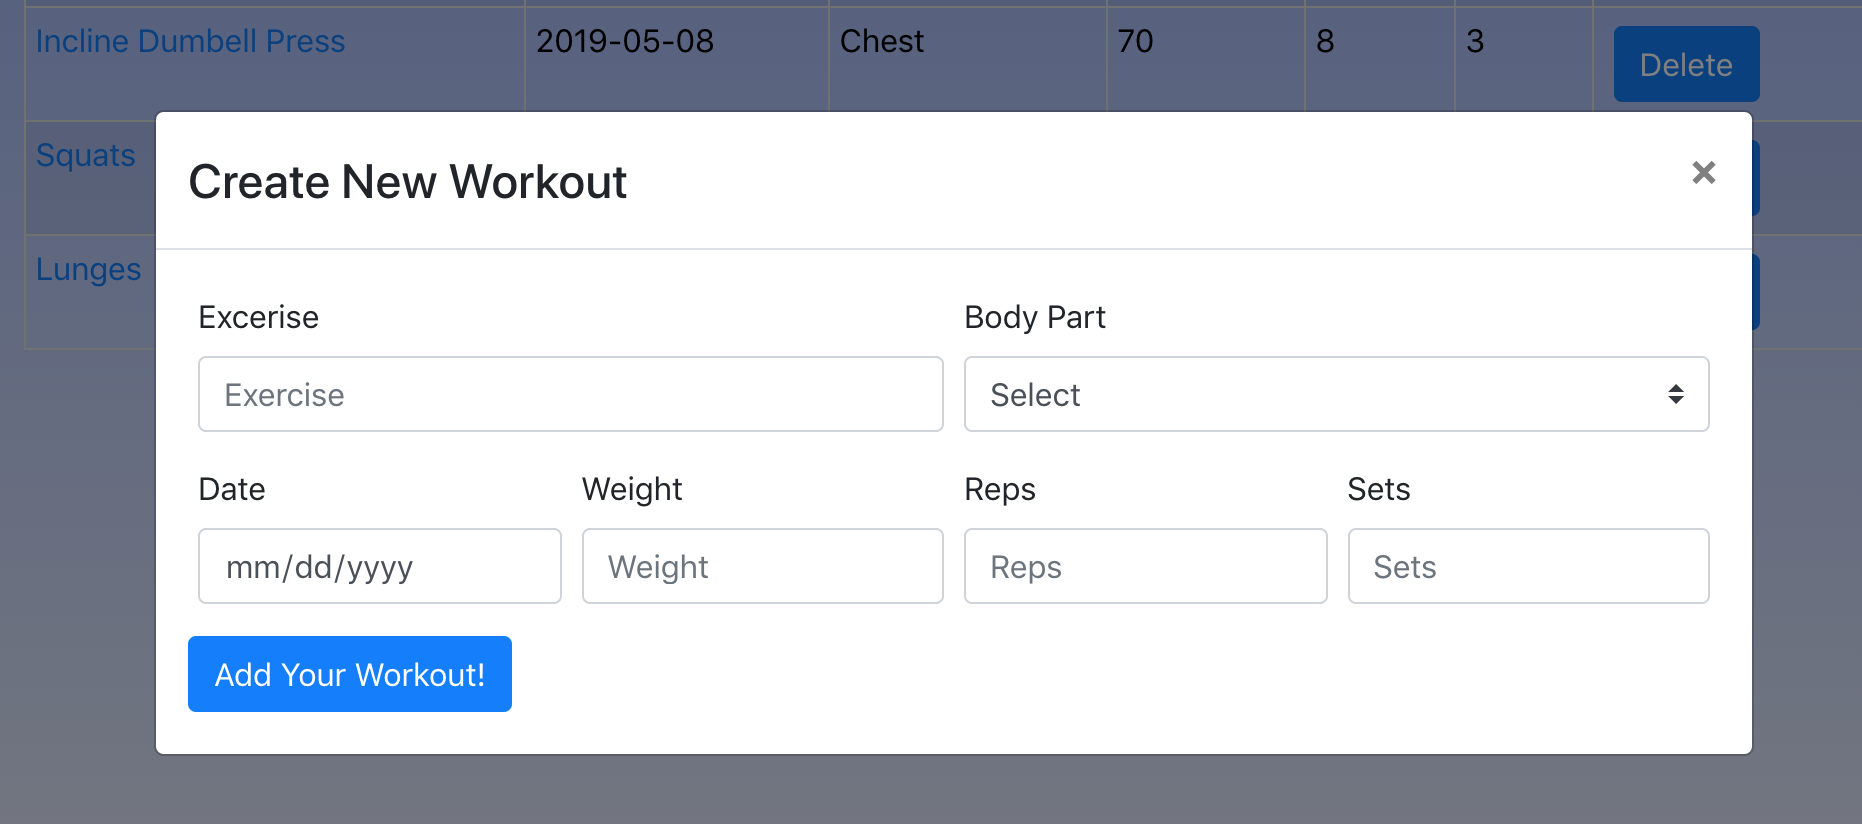 Incline Dumbell Press 2019-05-08 Chest 70 8 3 Delete
Squats
Lunges
Create New Workout ×
Excerise Body Part
Exercise Select
Date Weight Reps Sets
mm/dd/yyyy Weight Reps Sets
Add Your Workout!